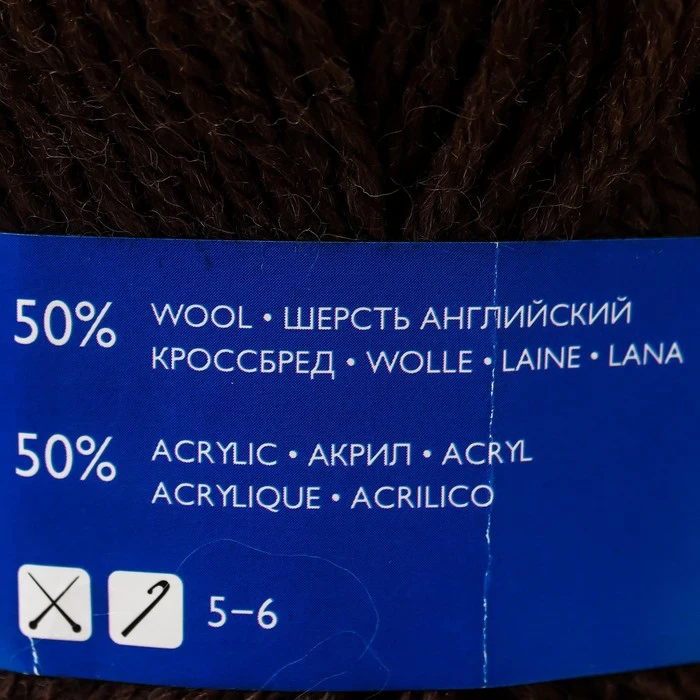 50% WOOL • ШЕРСТЬ АНГЛИЙСКИЙ
КРОССБРЕД • WOLLE • LAINE • LANA
50% ACRYLIC • АКРИЛ • ACRYL
ACRYLIQUE • ACRILICO
5–6